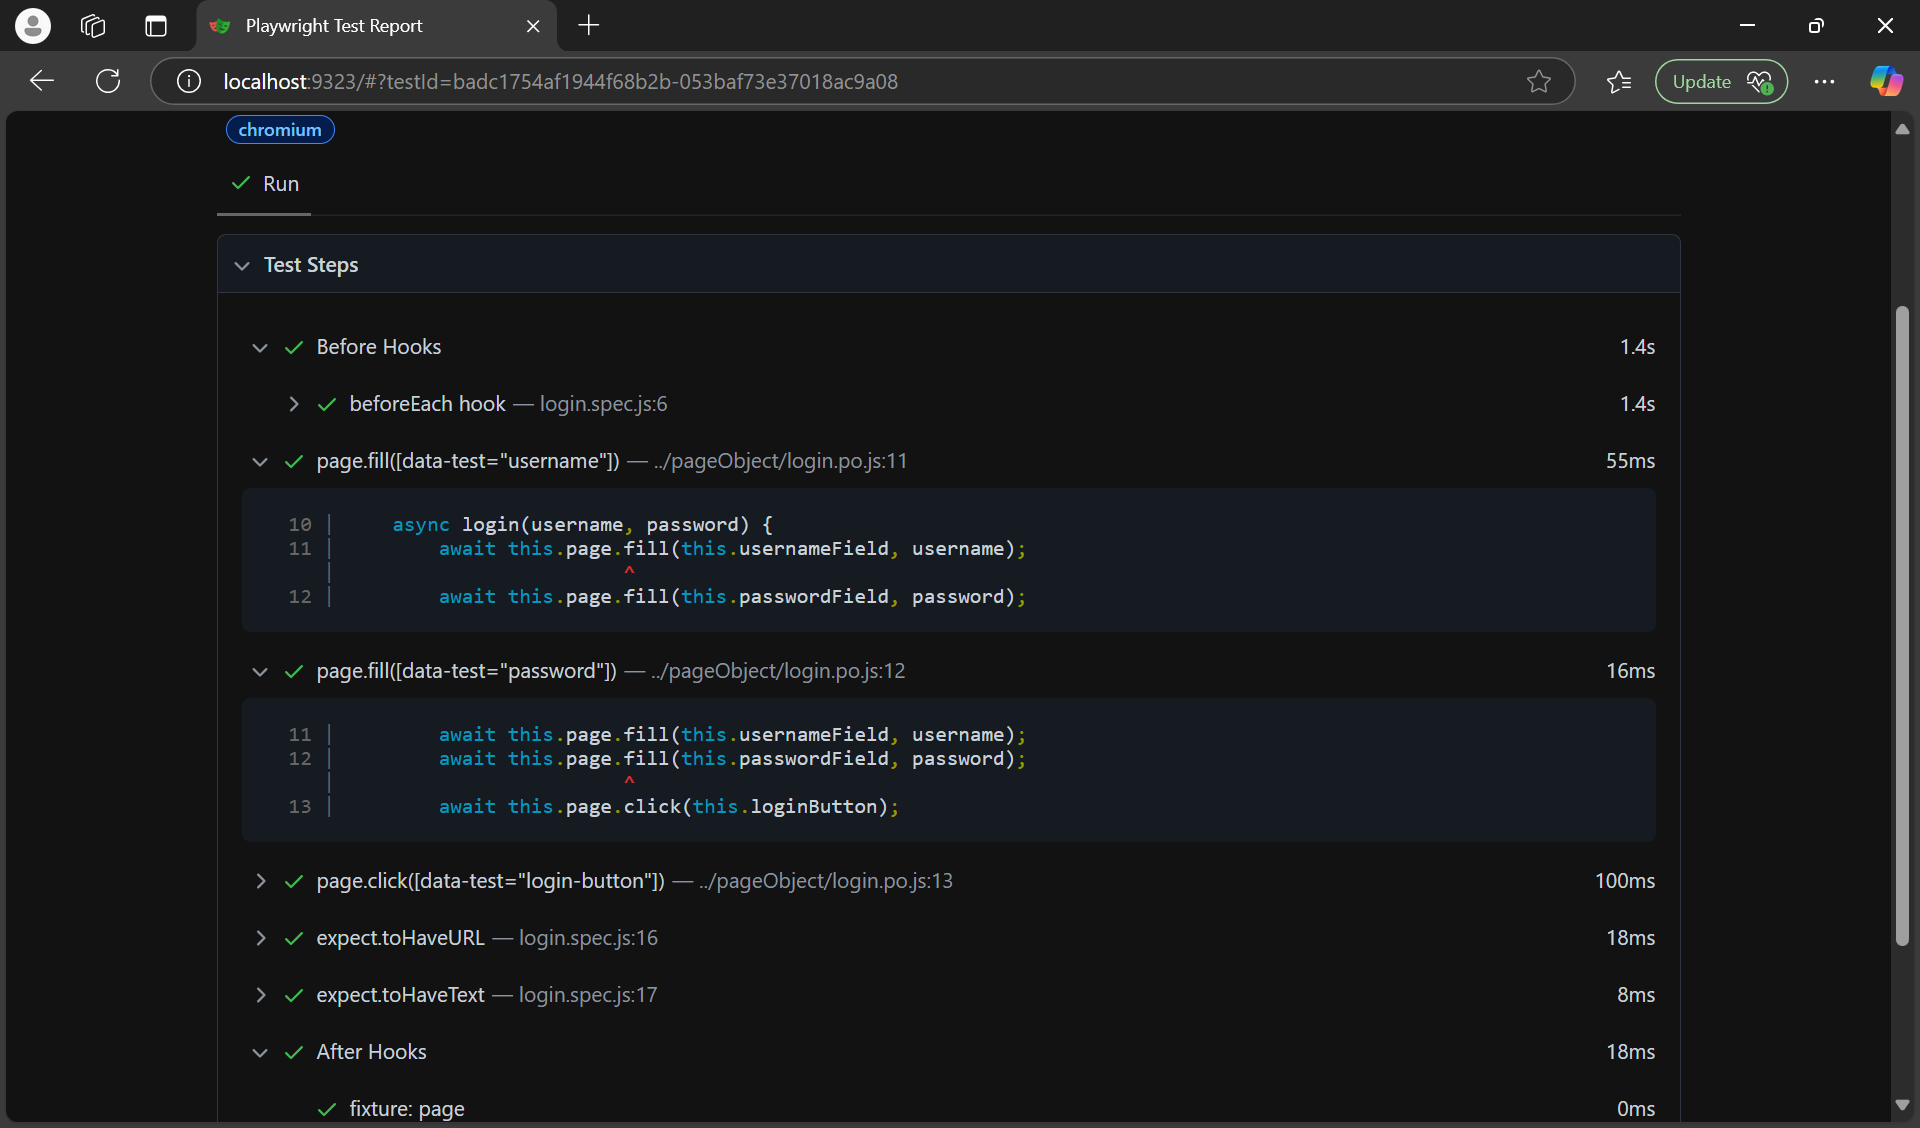 Playwright Test Report
localhost:9323/#?testId=badc1754af1944f68b2b-053baf73e37018ac9a08
Update
chromium
Run
Test Steps
Before Hooks 1.4s
beforeEach hook — login.spec.js:6 1.4s
page.fill([data-test="username"]) — ../pageObject/login.po.js:11 55ms
10 | async login(username, password) {
11 | await this.page.fill(this.usernameField, username);
| ^
12 | await this.page.fill(this.passwordField, password);
page.fill([data-test="password"]) — ../pageObject/login.po.js:12 16ms
11 | await this.page.fill(this.usernameField, username);
12 | await this.page.fill(this.passwordField, password);
| ^
13 | await this.page.click(this.loginButton);
page.click([data-test="login-button"]) — ../pageObject/login.po.js:13 100ms
expect.toHaveURL — login.spec.js:16 18ms
expect.toHaveText — login.spec.js:17 8ms
After Hooks 18ms
fixture: page 0ms